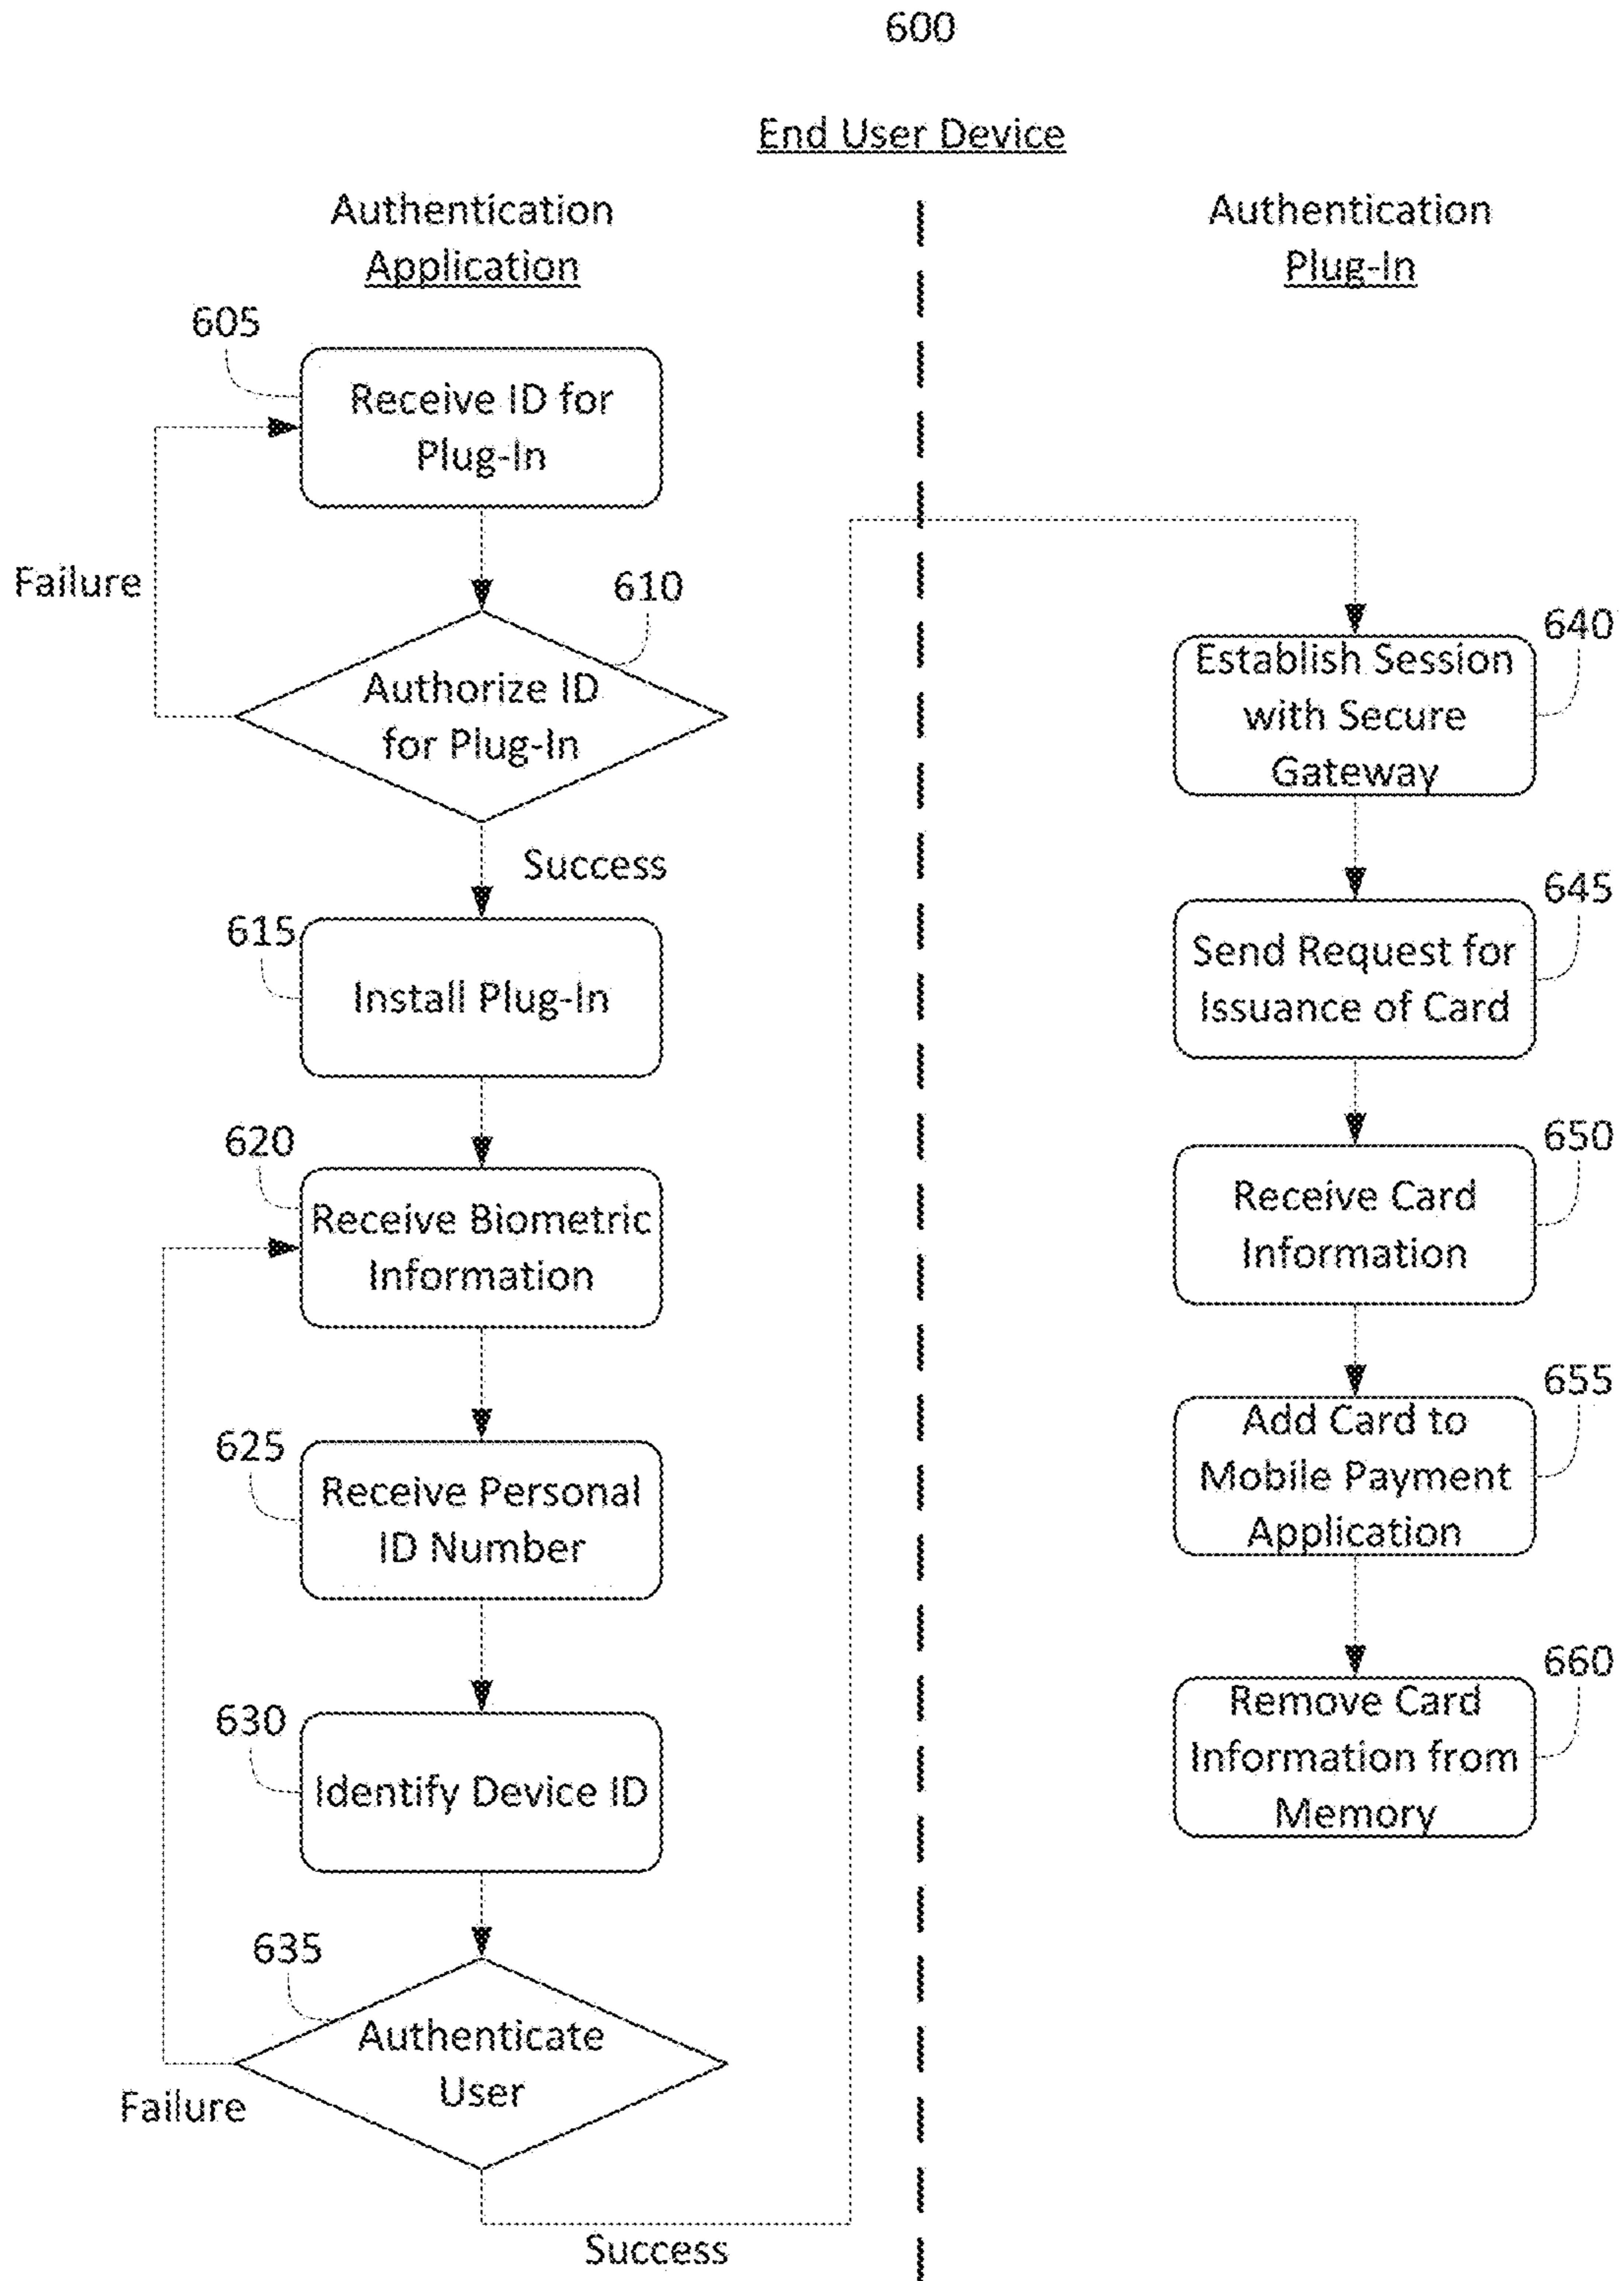 600
End User Device
Authentication
Application
605
Receive ID for
Plug-In
Failure
610
Authorize ID
for Plug-In
Success
615
Install Plug-In
620
Receive Biometric
Information
625
Receive Personal
ID Number
630
Identify Device ID
635
Authenticate
User
Failure
Success
Authentication
Plug-In
640
Establish Session
with Secure
Gateway
645
Send Request for
Issuance of Card
650
Receive Card
Information
655
Add Card to
Mobile Payment
Application
660
Remove Card
Information from
Memory